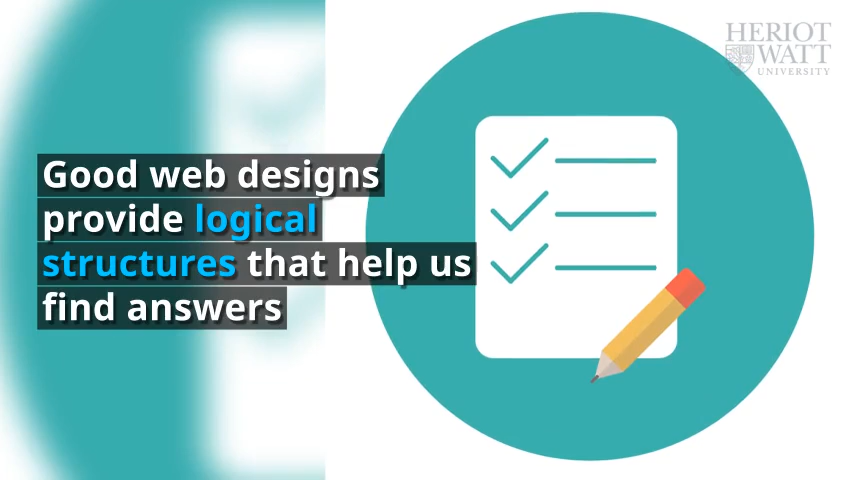 HERIOT
WATT
UNIVERSITY
Good web designs
provide logical
structures that help us
find answers